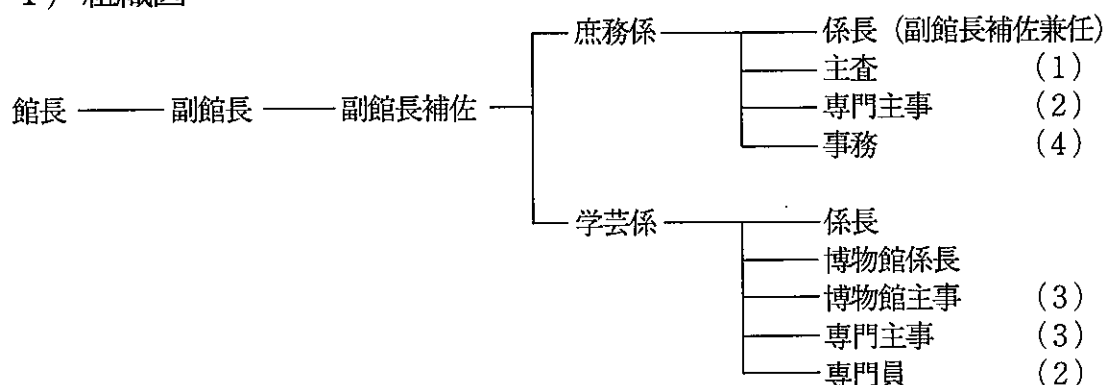 1) 組織図
庶務係 係長 (副館長補佐兼任)
主査 (1)
館長 副館長 副館長補佐 専門主事 (2)
事務 (4)
学芸係 係長
博物館係長
博物館主事 (3)
専門主事 (3)
専門員 (2)